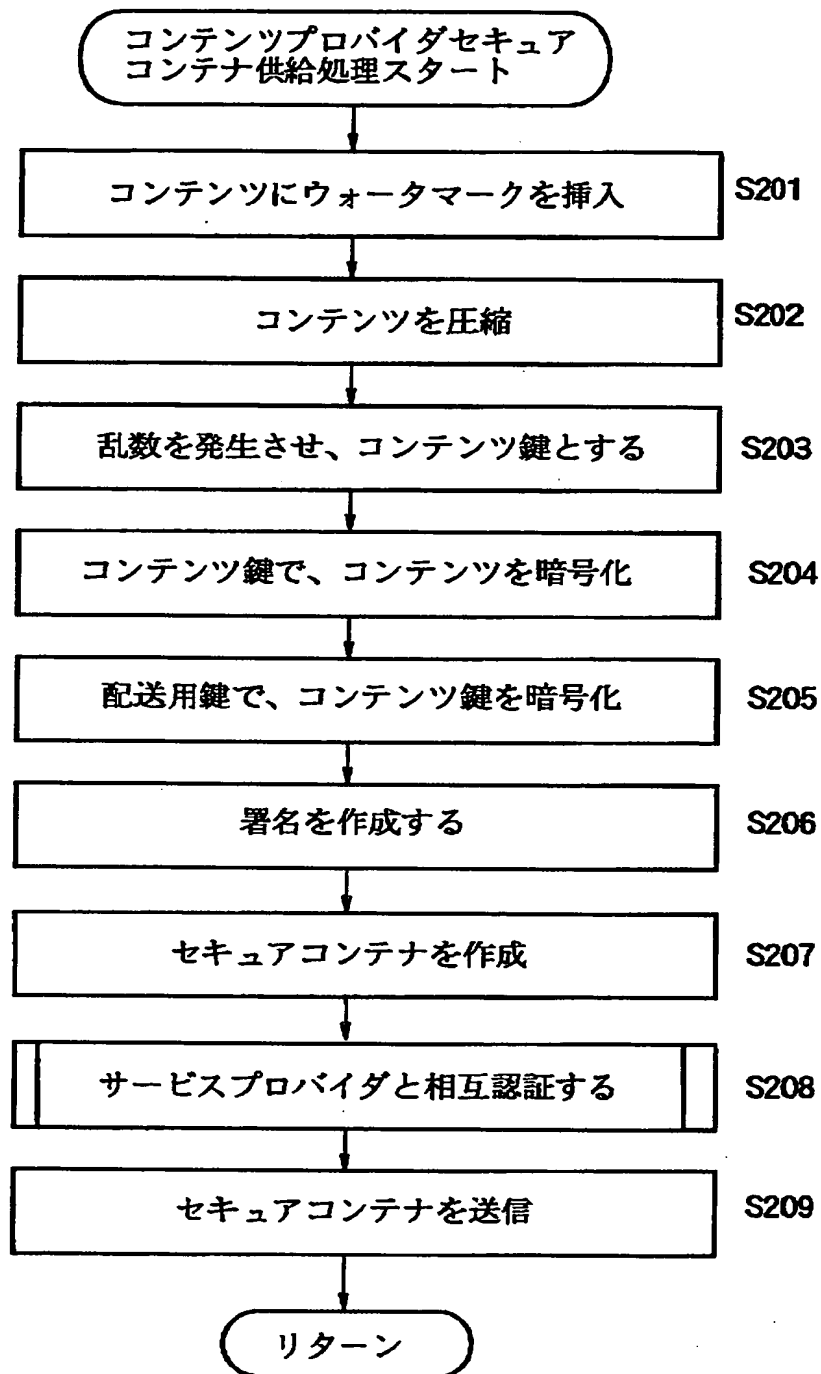 コンテンツプロバイダセキュア
コンテナ供給処理スタート
コンテンツにウォータマークを挿入
S201
コンテンツを圧縮
S202
乱数を発生させ、コンテンツ鍵とする
S203
コンテンツ鍵で、コンテンツを暗号化
S204
配送用鍵で、コンテンツ鍵を暗号化
S205
署名を作成する
S206
セキュアコンテナを作成
S207
サービスプロバイダと相互認証する
S208
セキュアコンテナを送信
S209
リターン